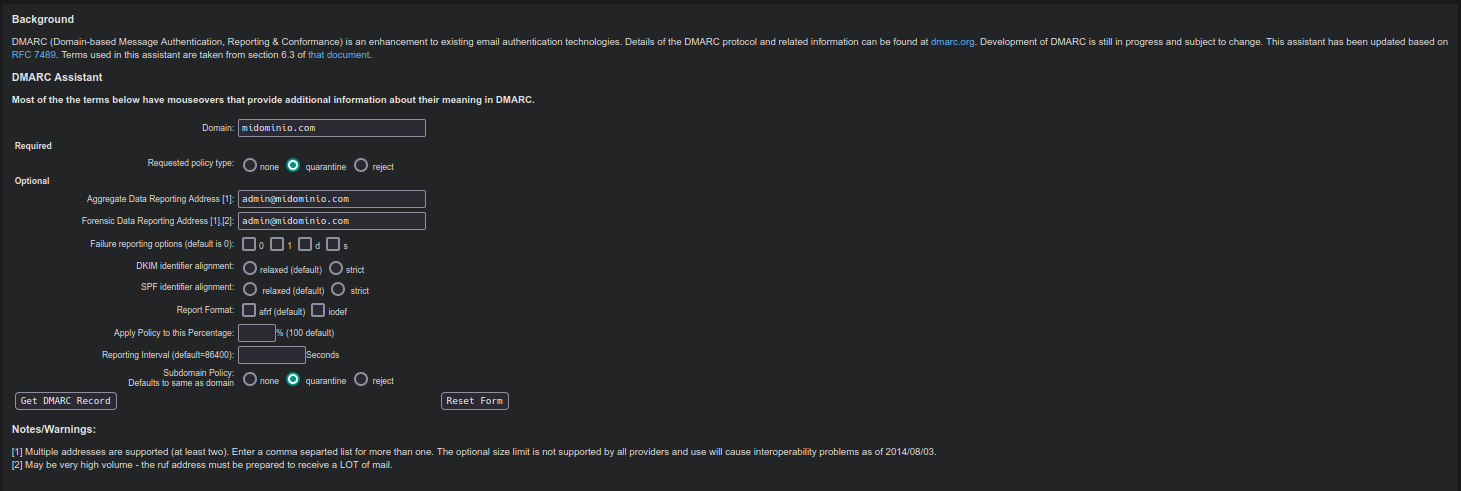 Background
DMARC (Domain-based Message Authentication, Reporting & Conformance) is an enhancement to existing email authentication technologies. Details of the DMARC protocol and related information can be found at dmarc.org. Development of DMARC is still in progress and subject to change. This assistant has been updated based on
RFC 7489. Terms used in this assistant are taken from section 6.3 of that document.
DMARC Assistant
Most of the the terms below have mouseovers that provide additional information about their meaning in DMARC.
Domain: midominio.com
Required
Requested policy type: none quarantine reject
Optional
Aggregate Data Reporting Address [1]: admin@midominio.com
Forensic Data Reporting Address [1],[2]: admin@midominio.com
Failure reporting options (default is 0): 0 1 d s
DKIM identifier alignment: relaxed (default) strict
SPF identifier alignment: relaxed (default) strict
Report Format: afrf (default) iodef
Apply Policy to this Percentage: % (100 default)
Reporting Interval (default=86400): Seconds
Subdomain Policy:
Defaults to same as domain none quarantine reject
Get DMARC Record Reset Form
Notes/Warnings:
[1] Multiple addresses are supported (at least two). Enter a comma separted list for more than one. The optional size limit is not supported by all providers and use will cause interoperability problems as of 2014/08/03.
[2] May be very high volume - the ruf address must be prepared to receive a LOT of mail.